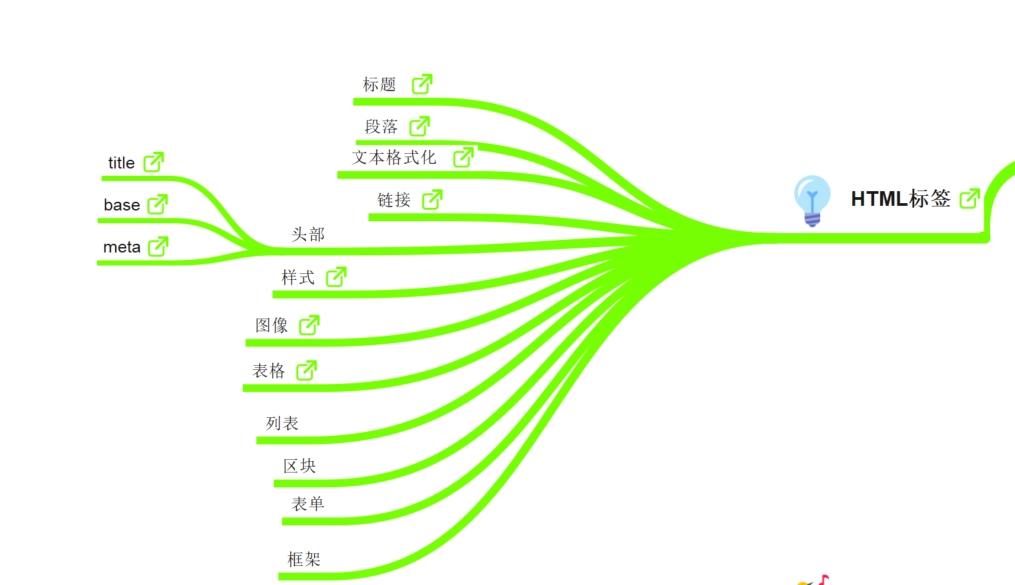 标题
段落
文本格式化
链接
title
base
meta
头部
样式
图像
表格
列表
区块
表单
框架
HTML标签